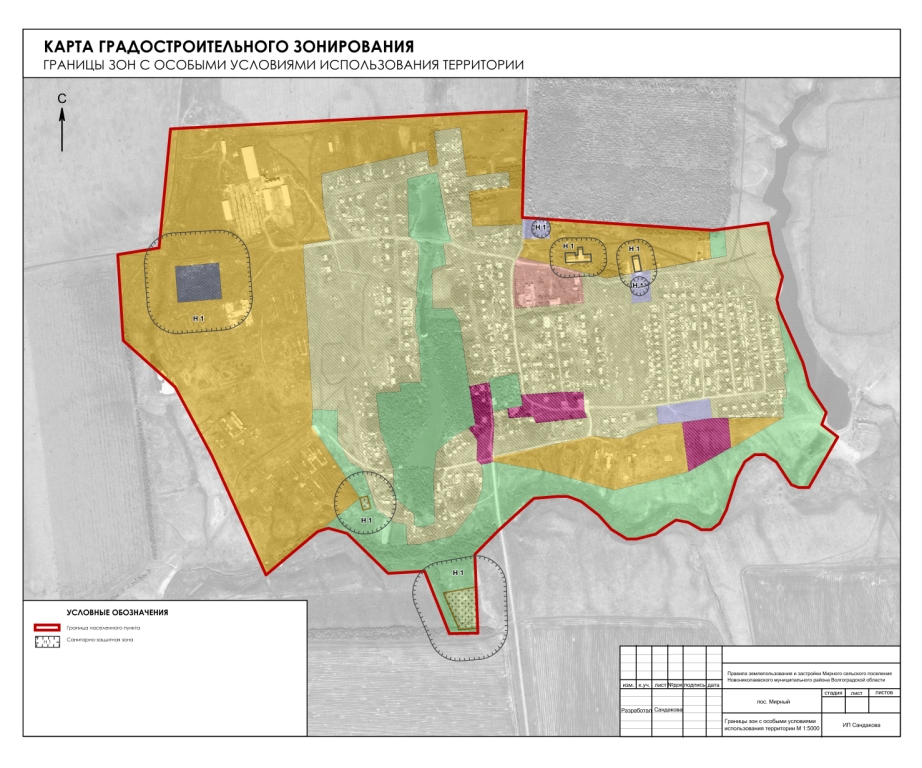 КАРТА ГРАДОСТРОИТЕЛЬНОГО ЗОНИРОВАНИЯ
ГРАНИЦЫ ЗОН С ОСОБЫМИ УСЛОВИЯМИ ИСПОЛЬЗОВАНИЯ ТЕРРИТОРИИ
С
Н.1
Н.1
Н.1
Н.1
Н.1
Н.1
Н.1
УСЛОВНЫЕ ОБОЗНАЧЕНИЯ
Граница населенного пункта
Н.1 Санитарно-защитная зона
Правила землепользования и застройки Мирного сельского поселения
Новониколаевского муниципального района Волгоградской области
изм. к.уч. лист №док подпись дата
пос. Мирный
стадия лист листов
Разработал Сандакова
Границы зон с особыми условиями
использования территории М 1:5000
ИП Сандакова